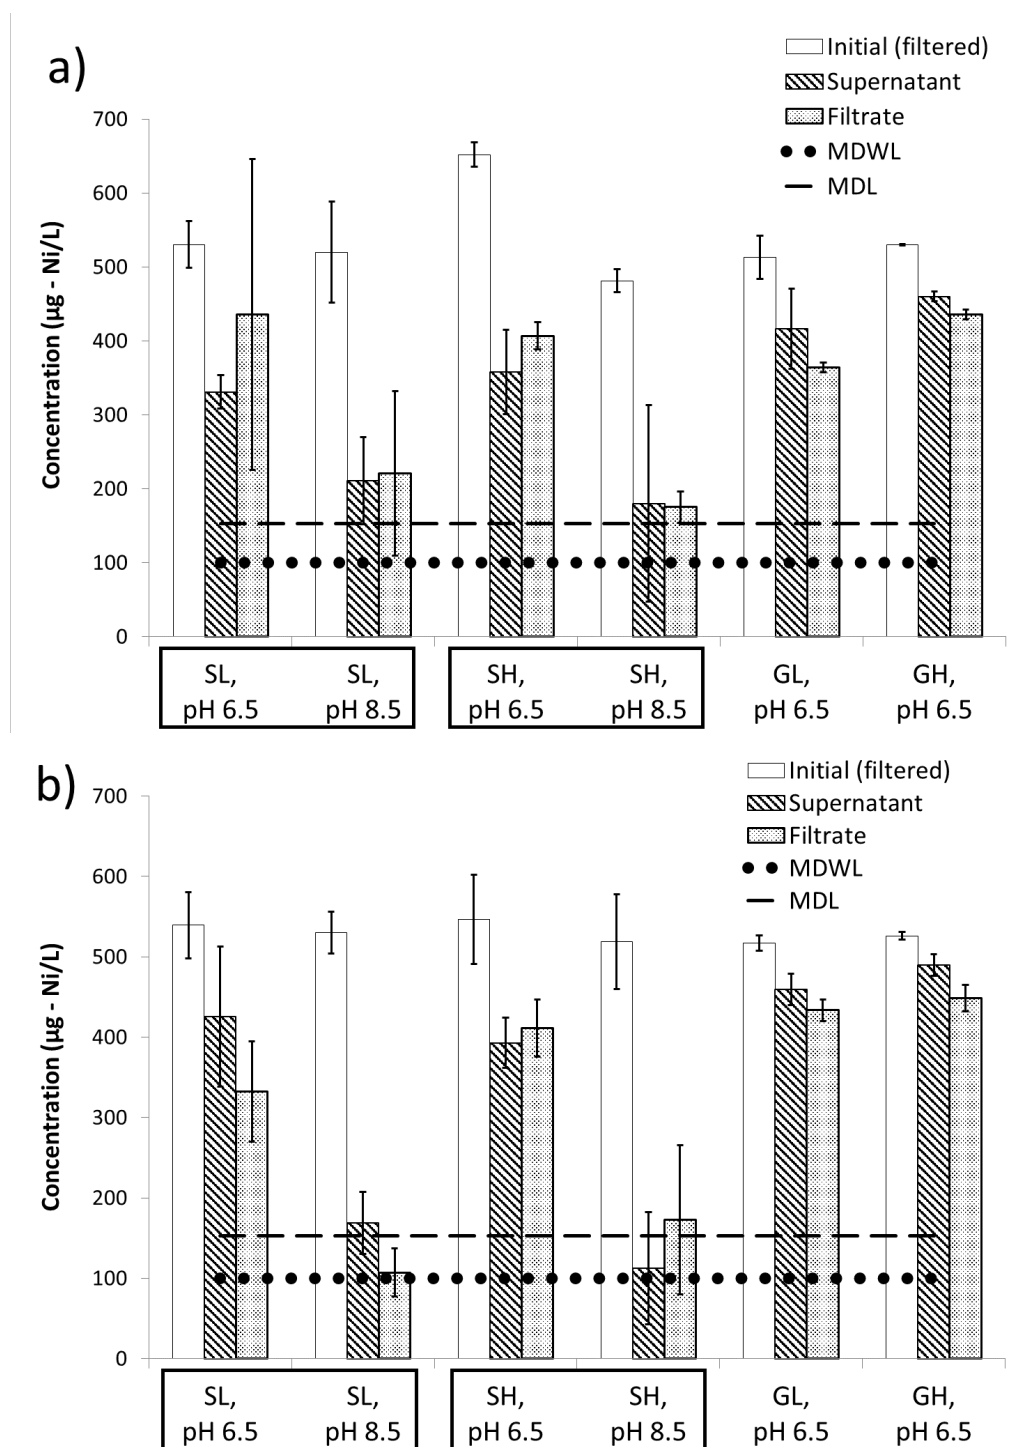 a)
Initial (filtered)
Supernatant
Filtrate
MDWL
MDL
Concentration (µg - Ni/L)
700
600
500
400
300
200
100
0
SL, pH 6.5
SL, pH 8.5
SH, pH 6.5
SH, pH 8.5
GL, pH 6.5
GH, pH 6.5
b)
Initial (filtered)
Supernatant
Filtrate
MDWL
MDL
Concentration (µg - Ni/L)
700
600
500
400
300
200
100
0
SL, pH 6.5
SL, pH 8.5
SH, pH 6.5
SH, pH 8.5
GL, pH 6.5
GH, pH 6.5